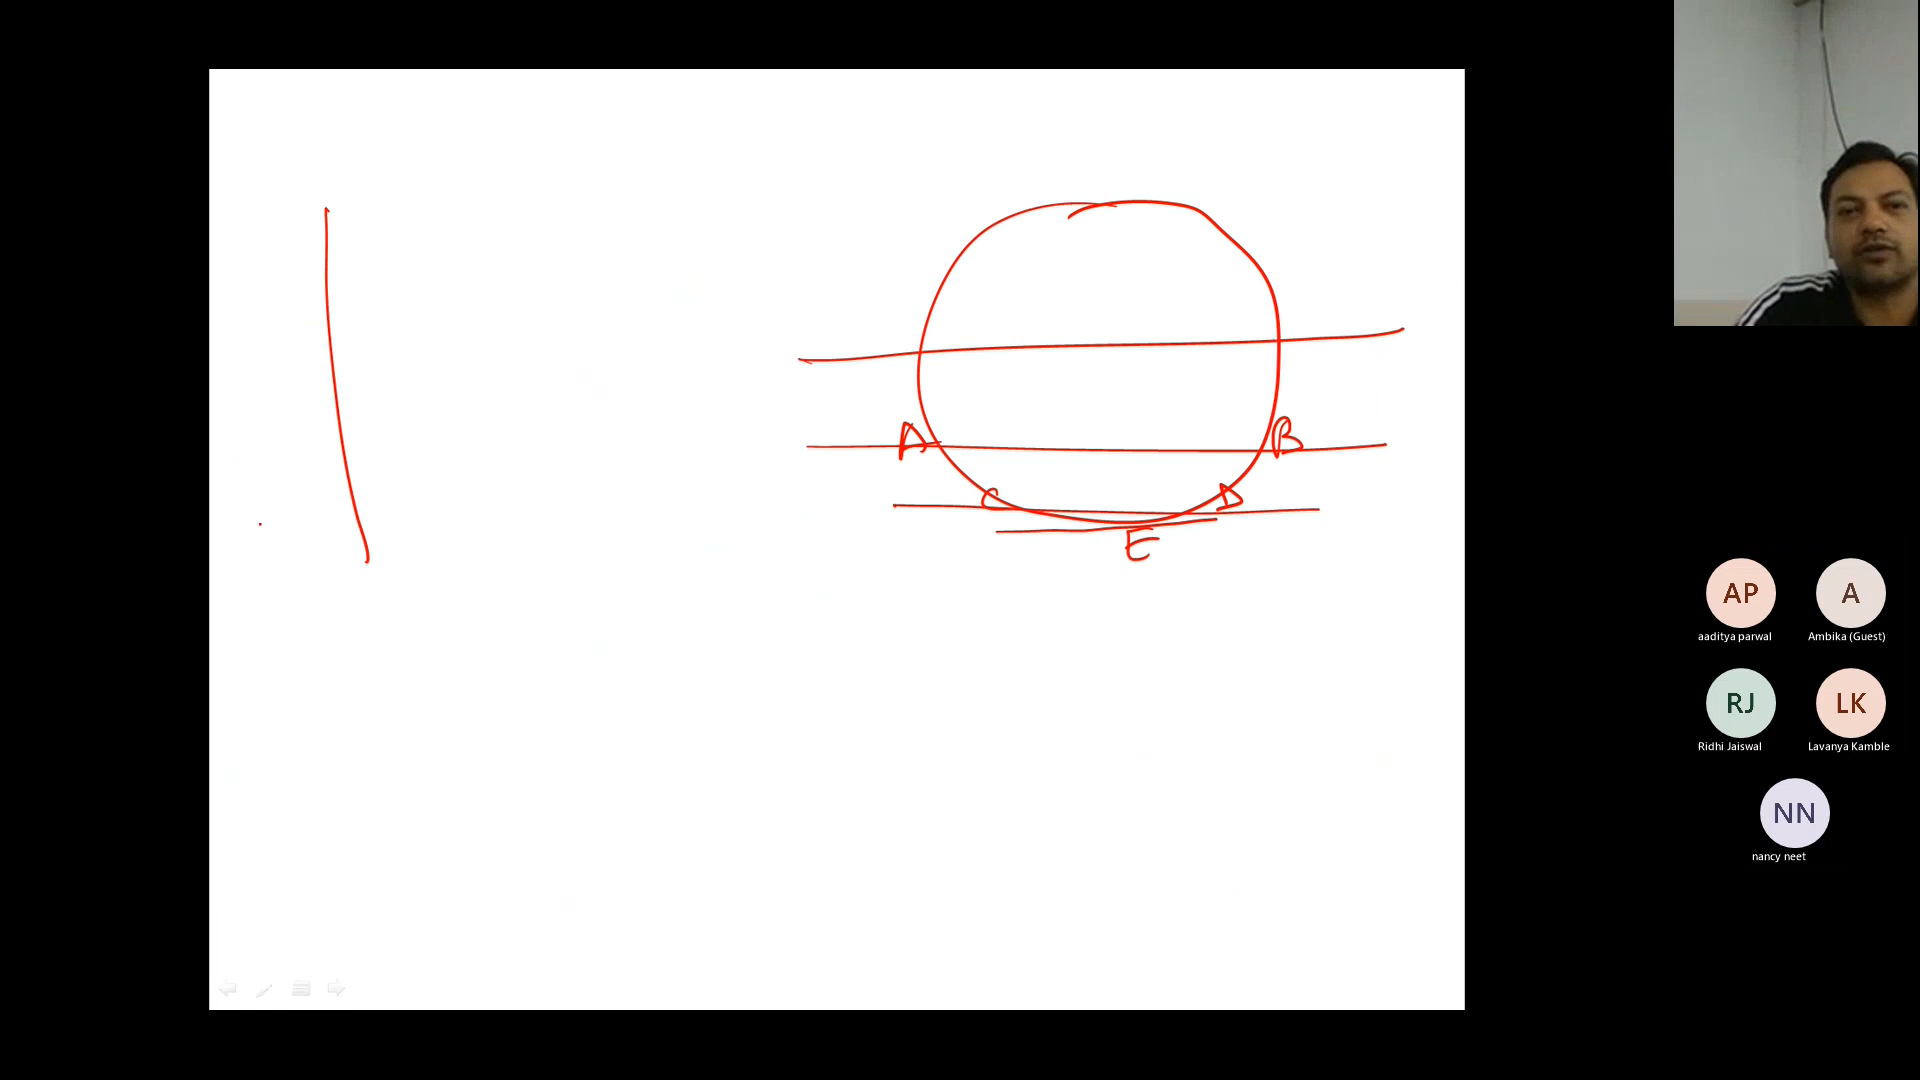 A B
C D
E
AP A
aaditya parwal Ambika (Guest)
RJ LK
Ridhi Jaiswal Lavanya Kamble
NN
nancy neet